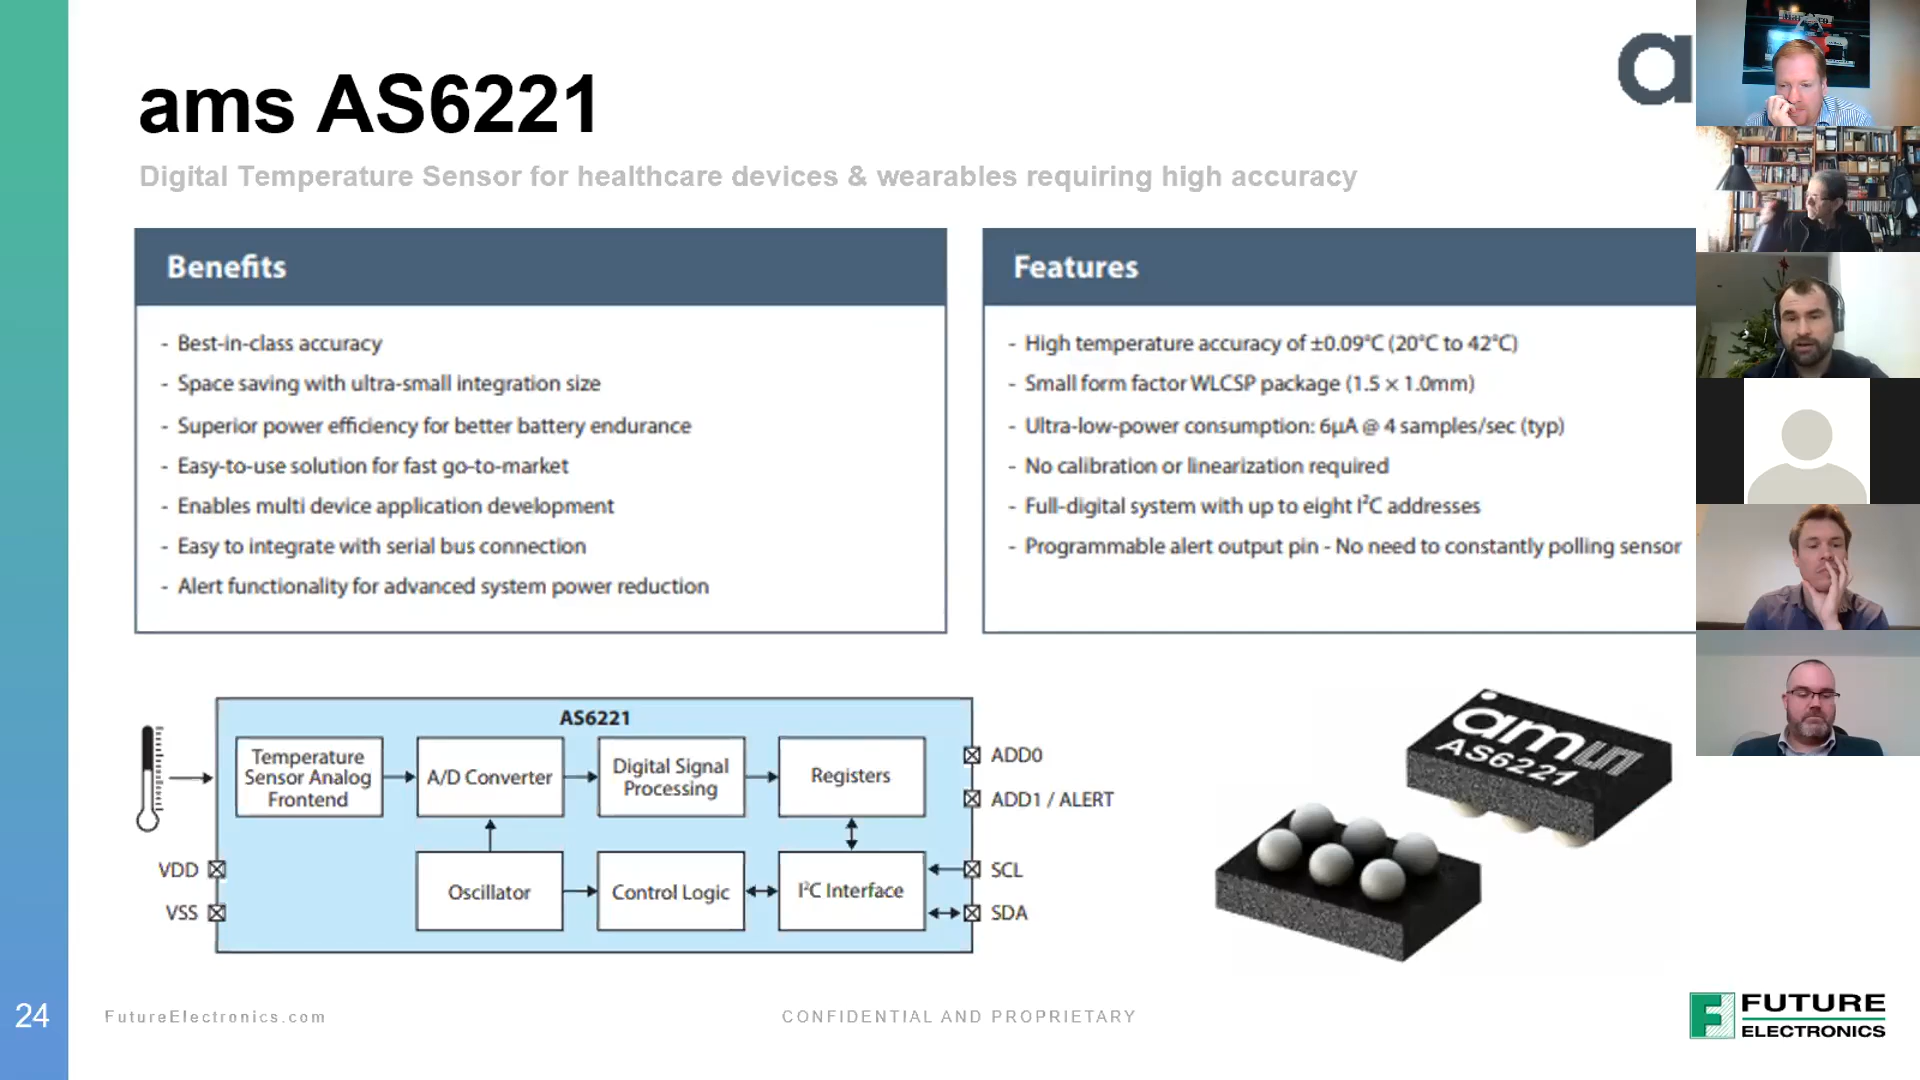 ams AS6221
Digital Temperature Sensor for healthcare devices & wearables requiring high accuracy
Benefits
- Best-in-class accuracy
- Space saving with ultra-small integration size
- Superior power efficiency for better battery endurance
- Easy-to-use solution for fast go-to-market
- Enables multi device application development
- Easy to integrate with serial bus connection
- Alert functionality for advanced system power reduction
Features
- High temperature accuracy of ±0.09°C (20°C to 42°C)
- Small form factor WLCSP package (1.5 × 1.0mm)
- Ultra-low-power consumption: 6μA @ 4 samples/sec (typ)
- No calibration or linearization required
- Full-digital system with up to eight I²C addresses
- Programmable alert output pin - No need to constantly polling sensor
AS6221
Temperature
Sensor Analog
Frontend
A/D Converter
Digital Signal
Processing
Registers
Oscillator
Control Logic
I²C Interface
VDD
VSS
ADD0
ADD1 / ALERT
SCL
SDA
amu
AS6221
24
FutureElectronics.com
CONFIDENTIAL AND PROPRIETARY
F
FUTURE
ELECTRONICS